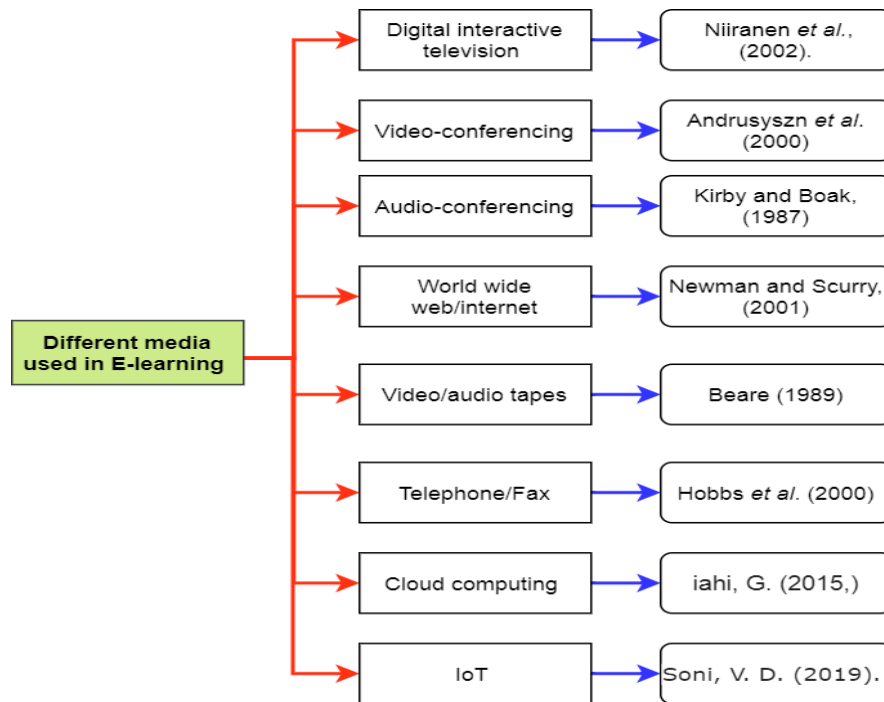 Digital interactive
television
Niiranen et al.,
(2002).
Video-conferencing
Andrusyszn et al.
(2000)
Audio-conferencing
Kirby and Boak,
(1987)
World wide
web/internet
Newman and Scurry,
(2001)
Different media
used in E-learning
Video/audio tapes
Beare (1989)
Telephone/Fax
Hobbs et al. (2000)
Cloud computing
iahi, G. (2015,)
IoT
Soni, V. D. (2019).